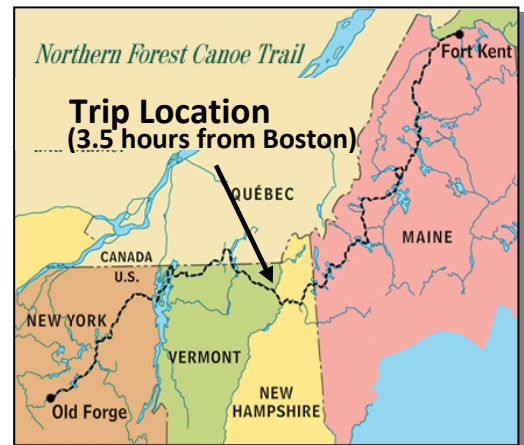 Northern Forest Canoe Trail
Fort Kent
Trip Location
(3.5 hours from Boston)
QUÉBEC
MAINE
CANADA
U.S.
NEW YORK
VERMONT
NEW
HAMPSHIRE
Old Forge